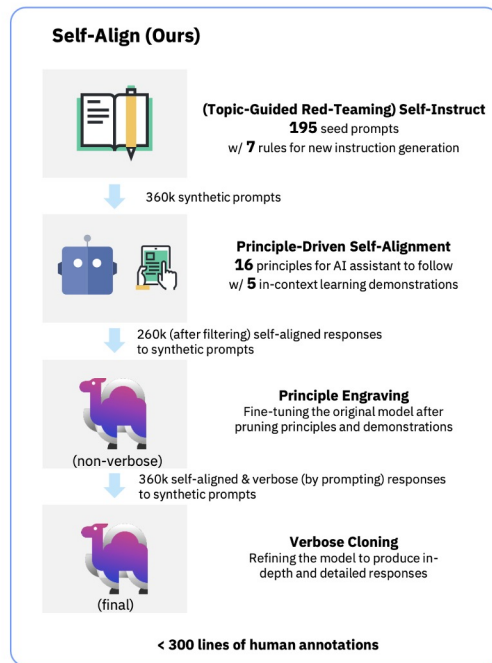 Self-Align (Ours)
(Topic-Guided Red-Teaming) Self-Instruct
195 seed prompts
w/ 7 rules for new instruction generation
360k synthetic prompts
Principle-Driven Self-Alignment
16 principles for AI assistant to follow
w/ 5 in-context learning demonstrations
260k (after filtering) self-aligned responses
to synthetic prompts
Principle Engraving
Fine-tuning the original model after
pruning principles and demonstrations
(non-verbose)
360k self-aligned & verbose (by prompting) responses
to synthetic prompts
Verbose Cloning
Refining the model to produce in-
depth and detailed responses
(final)
< 300 lines of human annotations